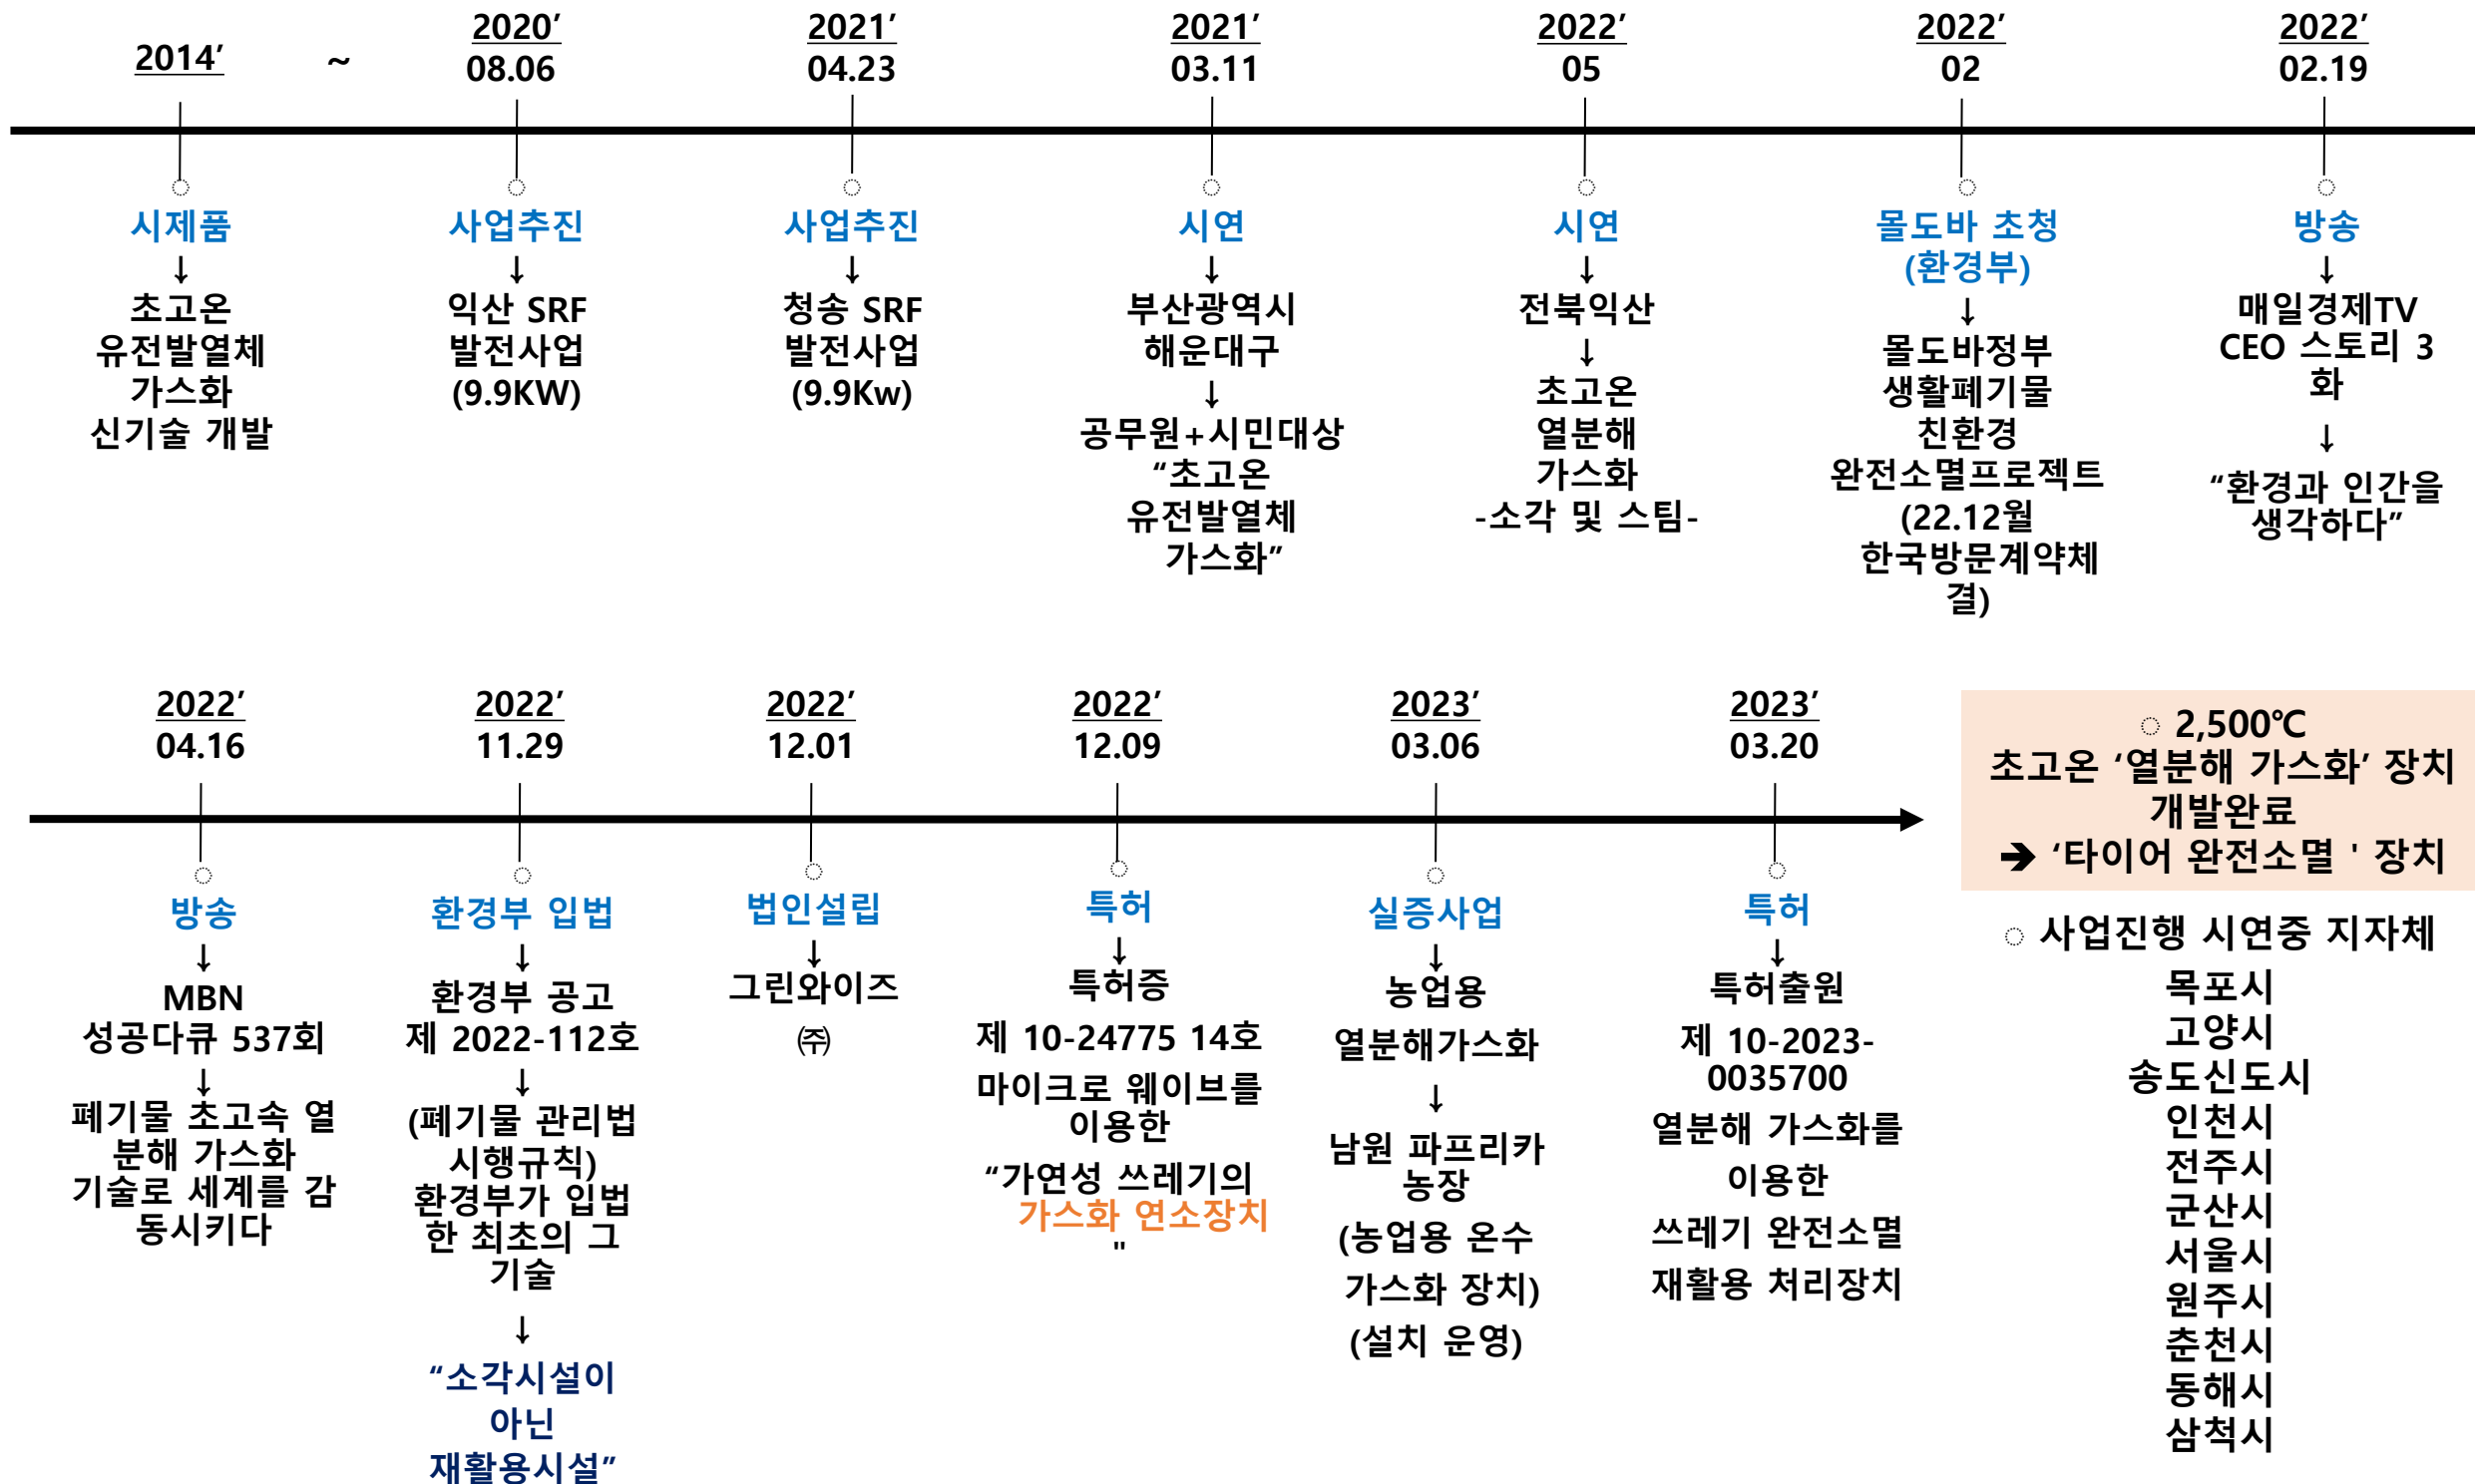 2014’
~
2020’
08.06
2021’
04.23
2021’
03.11
2022’
05
2022’
02
2022’
02.19
시제품
↓
초고온
유전발열체
가스화
신기술 개발
사업추진
↓
익산 SRF
발전사업
(9.9KW)
사업추진
↓
청송 SRF
발전사업
(9.9Kw)
시연
↓
부산광역시
해운대구
↓
공무원+시민대상
“초고온
유전발열체
가스화”
시연
↓
전북익산
↓
초고온
열분해
가스화
-소각 및 스팀-
몰도바 초청
(환경부)
↓
몰도바정부
생활폐기물
친환경
완전소멸프로젝트
(22.12월
한국방문계약체
결)
방송
↓
매일경제TV
CEO 스토리 3
화
↓
“환경과 인간을
생각하다”
2022’
04.16
2022’
11.29
2022’
12.01
2022’
12.09
2023’
03.06
2023’
03.20
방송
↓
MBN
성공다큐 537회
↓
폐기물 초고속 열
분해 가스화
기술로 세계를 감
동시키다
환경부 입법
↓
환경부 공고
제 2022-112호
↓
(폐기물 관리법
시행규칙)
환경부가 입법
한 최초의 그
기술
↓
“소각시설이
아닌
재활용시설”
법인설립
↓
그린와이즈
㈜
특허
↓
특허증
제 10-24775 14호
마이크로 웨이브를
이용한
“가연성 쓰레기의
가스화 연소장치
"
실증사업
↓
농업용
열분해가스화
↓
남원 파프리카
농장
(농업용 온수
가스화 장치)
(설치 운영)
특허
↓
특허출원
제 10-2023-
0035700
열분해 가스화를
이용한
쓰레기 완전소멸
재활용 처리장치
◌ 2,500℃
초고온 ‘열분해 가스화’ 장치
개발완료
➔ ‘타이어 완전소멸 ' 장치
◌ 사업진행 시연중 지자체
목포시
고양시
송도신도시
인천시
전주시
군산시
서울시
원주시
춘천시
동해시
삼척시